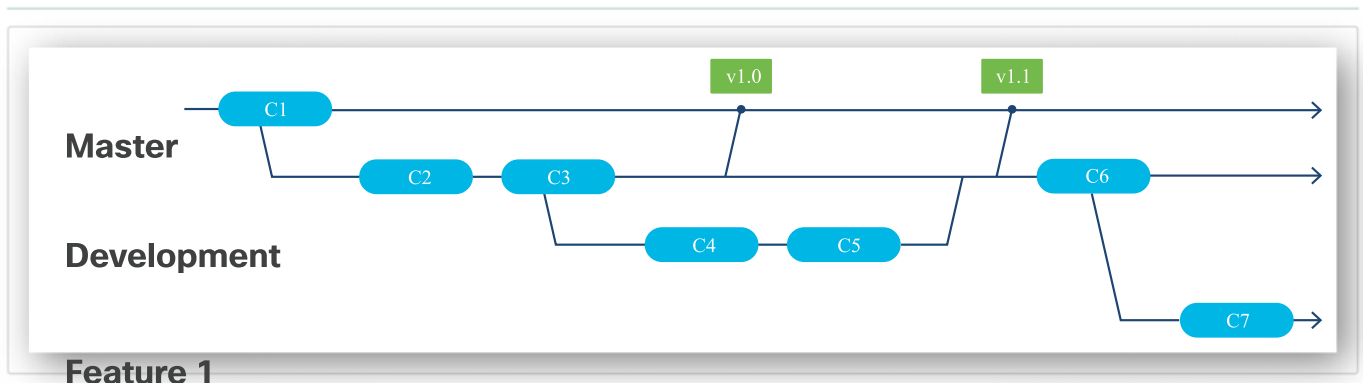 v1.0 v1.1
C1
Master
C2 C3 C6
C4 C5
Development
C7
Feature 1